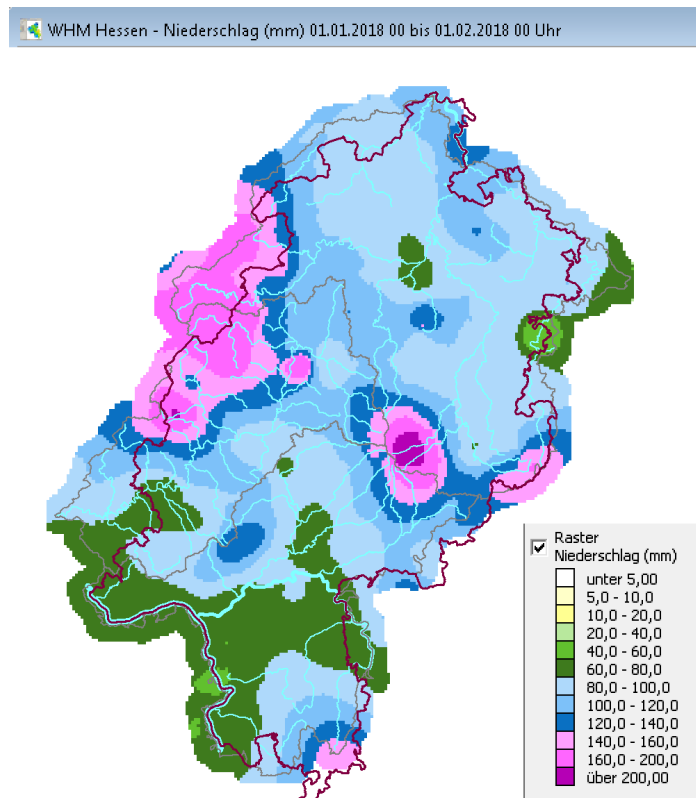 WHM Hessen - Niederschlag (mm) 01.01.2018 00 bis 01.02.2018 00 Uhr
Raster
Niederschlag (mm)
unter 5,00
5,0 - 10,0
10,0 - 20,0
20,0 - 40,0
40,0 - 60,0
60,0 - 80,0
80,0 - 100,0
100,0 - 120,0
120,0 - 140,0
140,0 - 160,0
160,0 - 200,0
über 200,00